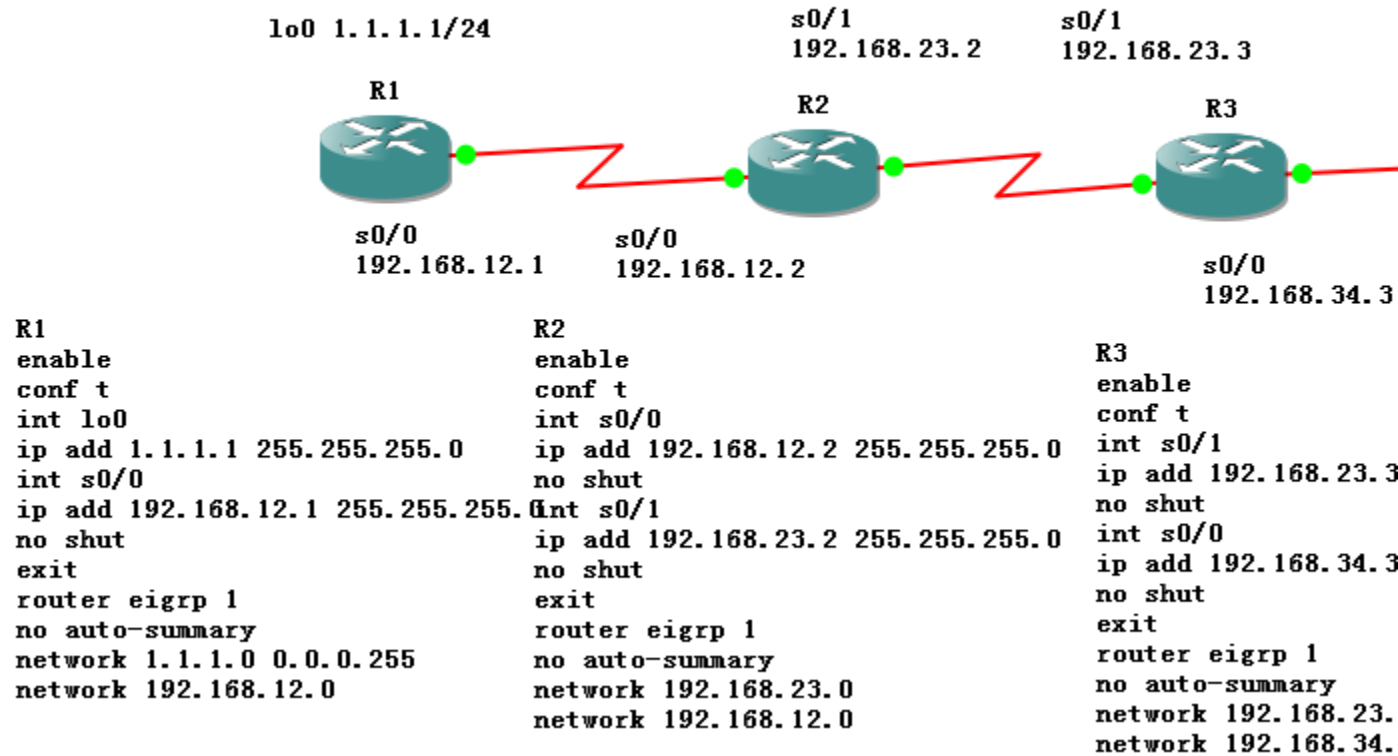 lo0 1.1.1.1/24
s0/1
192.168.23.2
s0/1
192.168.23.3
R1
R2
R3
s0/0
192.168.12.1
s0/0
192.168.12.2
s0/0
192.168.34.3
R1
enable
conf t
int lo0
ip add 1.1.1.1 255.255.255.0
int s0/0
ip add 192.168.12.1 255.255.255.0
no shut
exit
router eigrp 1
no auto-summary
network 1.1.1.0 0.0.0.255
network 192.168.12.0
R2
enable
conf t
int s0/0
ip add 192.168.12.2 255.255.255.0
no shut
int s0/1
ip add 192.168.23.2 255.255.255.0
no shut
exit
router eigrp 1
no auto-summary
network 192.168.23.0
network 192.168.12.0
R3
enable
conf t
int s0/1
ip add 192.168.23.3
no shut
int s0/0
ip add 192.168.34.3
no shut
exit
router eigrp 1
no auto-summary
network 192.168.23.
network 192.168.34.